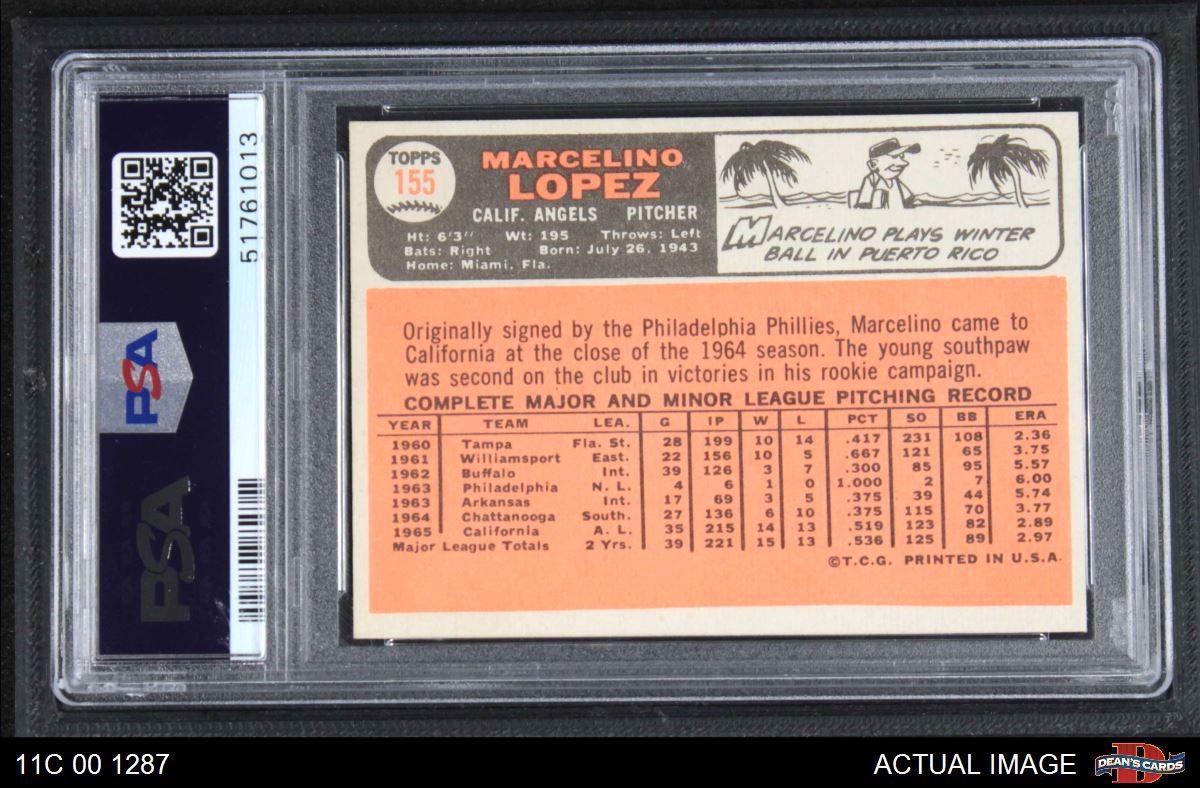 51761013
PSA
PSA
TOPPS
155
MARCELINO
LOPEZ
CALIF. ANGELS PITCHER
Ht: 6'3" Wt: 195 Throws: Left
Bats: Right Born: July 26, 1943
Home: Miami, Fla.
MARCELINO PLAYS WINTER
BALL IN PUERTO RICO
Originally signed by the Philadelphia Phillies, Marcelino came to
California at the close of the 1964 season. The young southpaw
was second on the club in victories in his rookie campaign.
COMPLETE MAJOR AND MINOR LEAGUE PITCHING RECORD
YEAR TEAM LEA. G IP W L PCT SO BB ERA
1960 Tampa Fla. St. 28 199 10 14 .417 231 108 2.36
1961 Williamsport East. 22 156 10 5 .667 121 65 3.75
1962 Buffalo Int. 39 126 3 7 .300 85 95 5.57
1963 Philadelphia N. L. 4 6 1 0 1.000 2 7 6.00
1963 Arkansas Int. 17 69 3 5 .375 39 44 5.74
1964 Chattanooga South. 27 136 6 10 .375 115 70 3.77
1965 California A. L. 35 215 14 13 .519 123 82 2.89
Major League Totals 2 Yrs. 39 221 15 13 .536 125 89 2.97
©T.C.G. PRINTED IN U.S.A.
11C 00 1287
ACTUAL IMAGE
DEAN'S CARDS